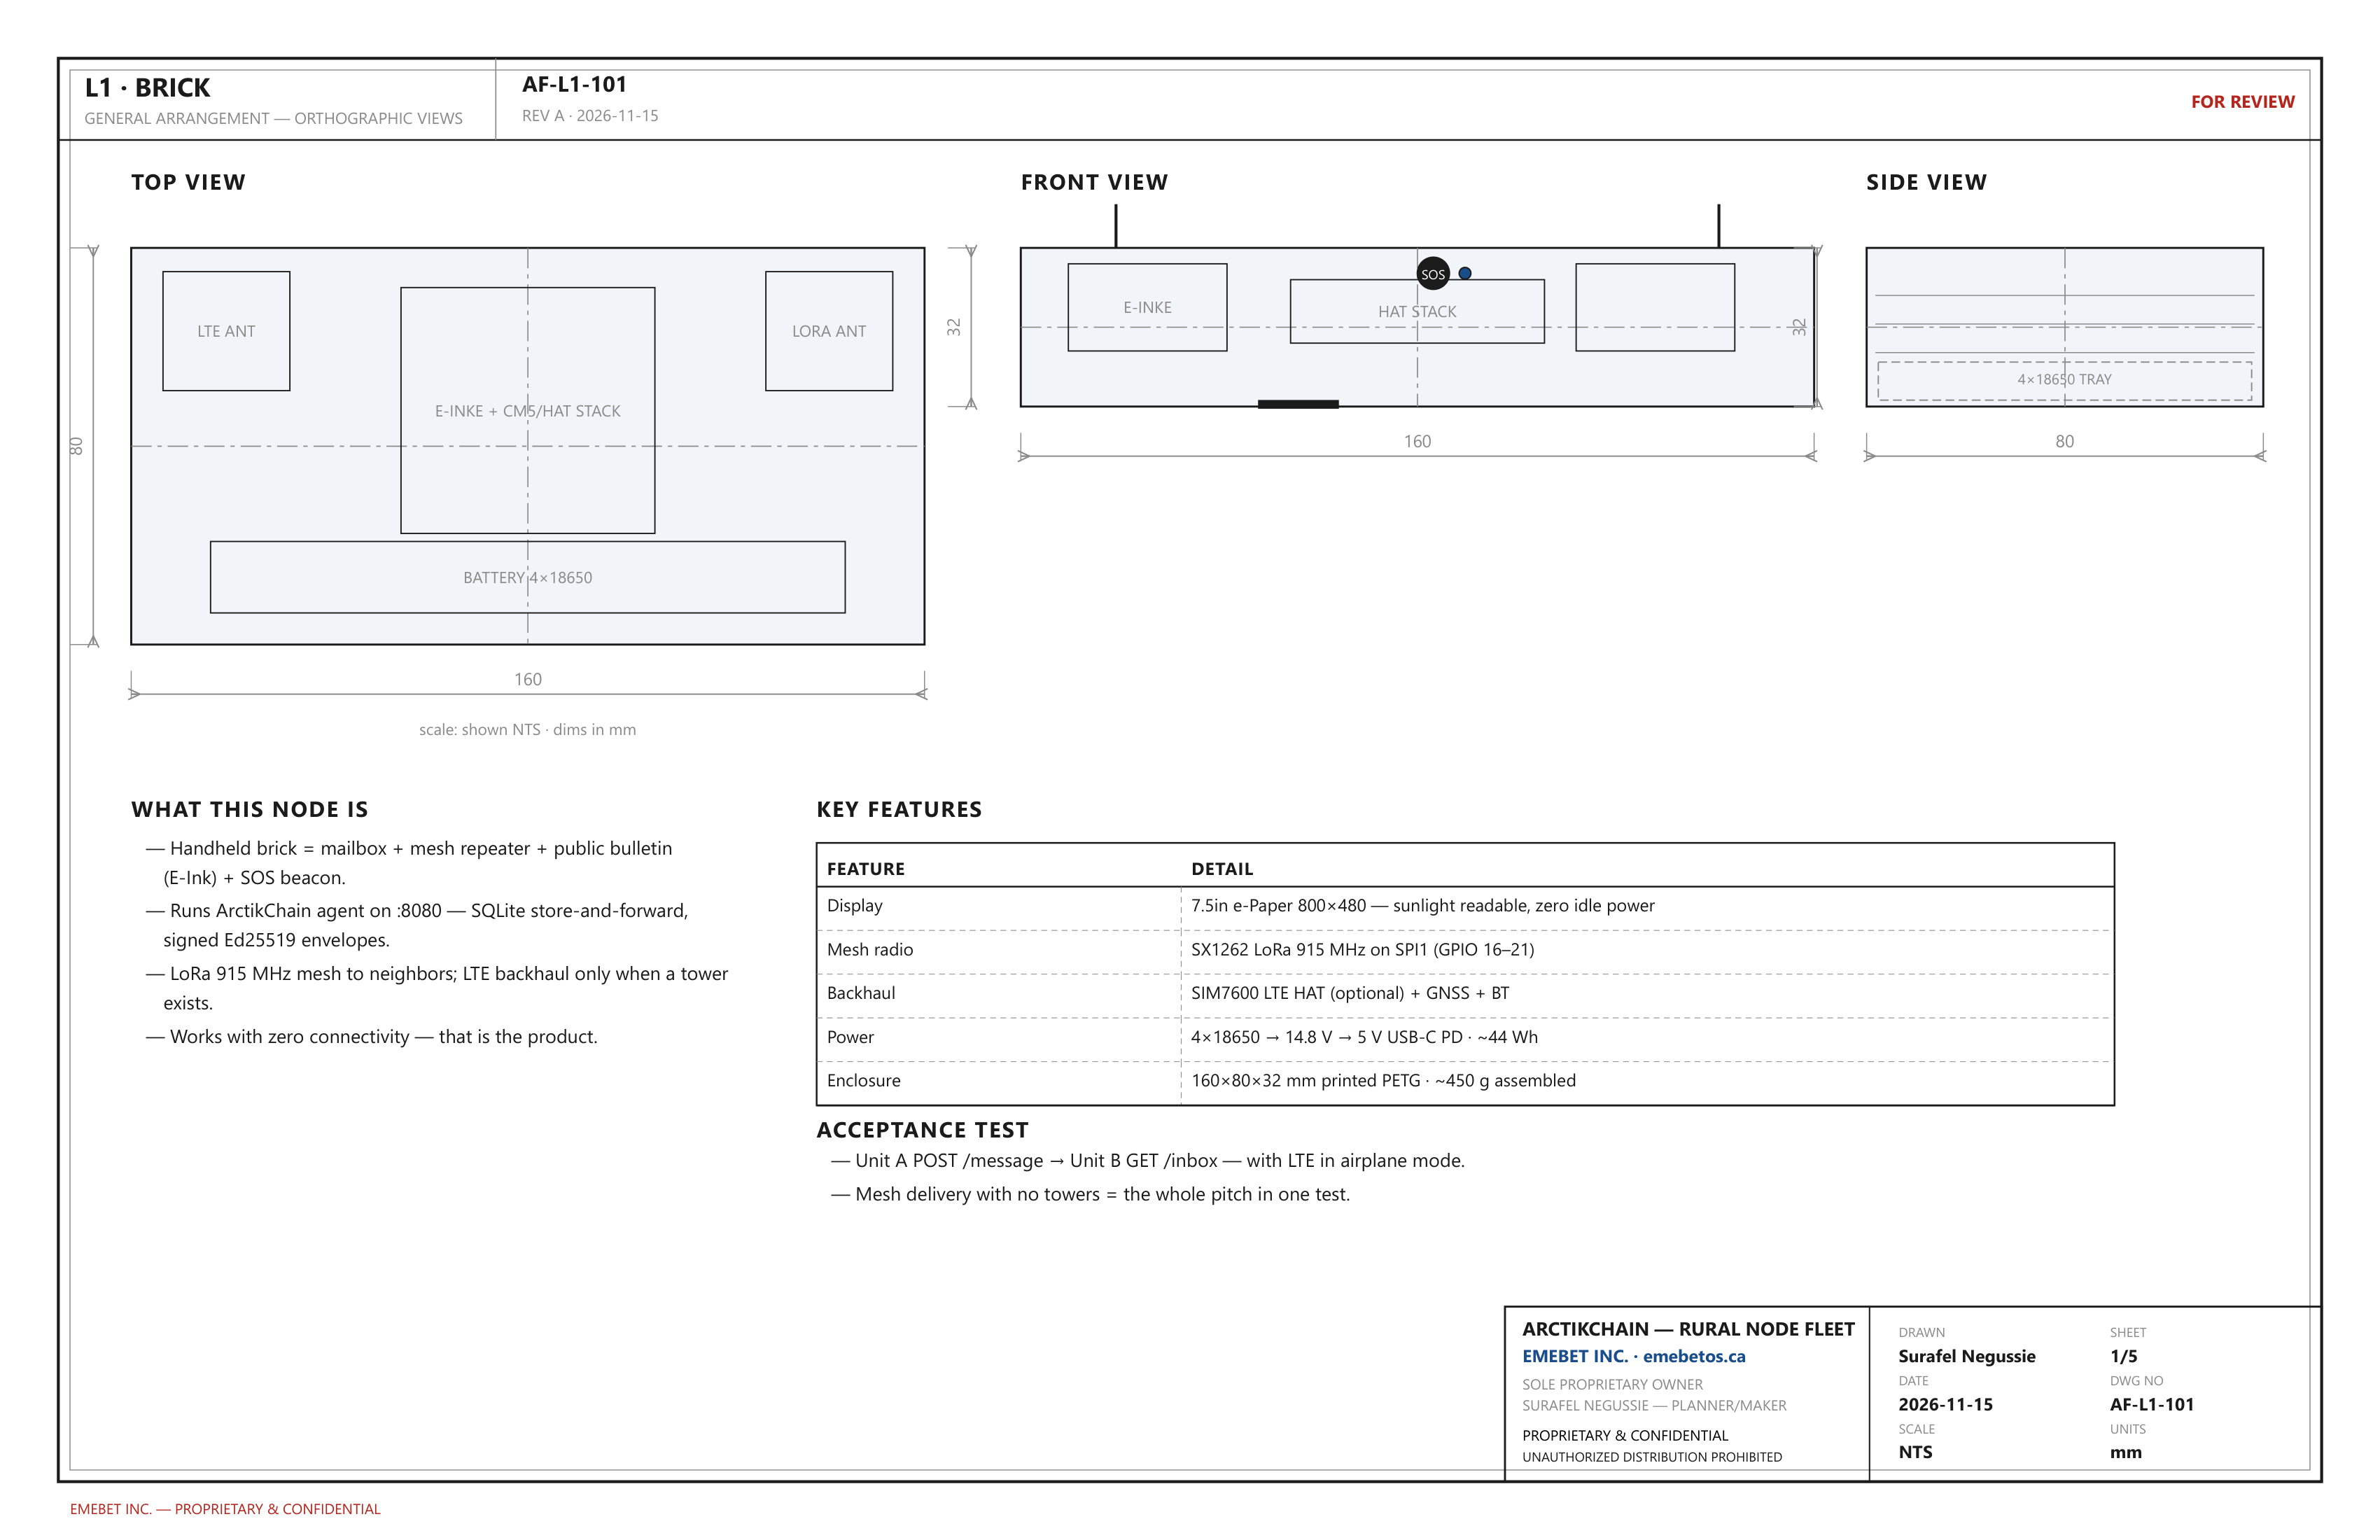 L1 · BRICK
GENERAL ARRANGEMENT — ORTHOGRAPHIC VIEWS
AF-L1-101
REV A · 2026-11-15
FOR REVIEW
TOP VIEW
LTE ANT
LORA ANT
E-INKE + CM5/HAT STACK
BATTERY 4×18650
80
160
scale: shown NTS · dims in mm
FRONT VIEW
32
SOS
E-INKE
HAT STACK
160
SIDE VIEW
32
4×18650 TRAY
80
WHAT THIS NODE IS
— Handheld brick = mailbox + mesh repeater + public bulletin
(E-Ink) + SOS beacon.
— Runs ArctikChain agent on :8080 — SQLite store-and-forward,
signed Ed25519 envelopes.
— LoRa 915 MHz mesh to neighbors; LTE backhaul only when a tower
exists.
— Works with zero connectivity — that is the product.
KEY FEATURES
FEATURE DETAIL
Display 7.5in e-Paper 800×480 — sunlight readable, zero idle power
Mesh radio SX1262 LoRa 915 MHz on SPI1 (GPIO 16–21)
Backhaul SIM7600 LTE HAT (optional) + GNSS + BT
Power 4×18650 → 14.8 V → 5 V USB-C PD · ~44 Wh
Enclosure 160×80×32 mm printed PETG · ~450 g assembled
ACCEPTANCE TEST
— Unit A POST /message → Unit B GET /inbox — with LTE in airplane mode.
— Mesh delivery with no towers = the whole pitch in one test.
ARCTIKCHAIN — RURAL NODE FLEET
EMEBET INC. · emebetos.ca
SOLE PROPRIETARY OWNER
SURAFEL NEGUSSIE — PLANNER/MAKER
PROPRIETARY & CONFIDENTIAL
UNAUTHORIZED DISTRIBUTION PROHIBITED
DRAWN SHEET
Surafel Negussie 1/5
DATE DWG NO
2026-11-15 AF-L1-101
SCALE UNITS
NTS mm
EMEBET INC. — PROPRIETARY & CONFIDENTIAL